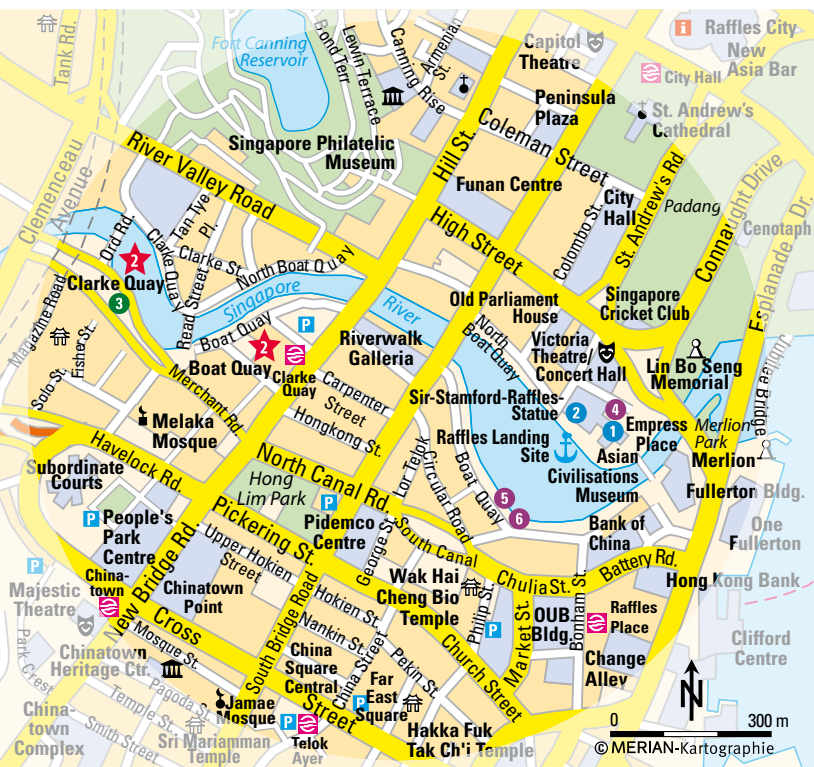 Tank Rd.
Fort Canning
Reservoir
Bond Terr
Lewin Terrace
Canning Rise
Armenian
St.
Capitol
Theatre
i
Raffles City
New
Asia Bar
City Hall
Peninsula
Plaza
St. Andrew's
Cathedral
Singapore Philatelic
Museum
Hill St.
Coleman Street
Funan Centre
City
Hall
St. Andrew's Rd
Padang
Connaught Drive
Cenotaph
Esplanade Dr.
Clemenceau
Avenue
River Valley Road
Tan Tye
Pl.
Ord Rd.
High Street
Colombo St.
2
Clarke Quay
3
Clarke Quay
Clarke St.
Read Street
North Boat Quay
Singapore
River
Old Parliament
House
Singapore
Cricket Club
Magazine Road
Fisher St.
Solo St.
Boat Quay
P
2
Boat Quay
Clarke
Quay
Riverwalk
Galleria
North
Boat Quay
Victoria
Theatre/
Concert Hall
Lin Bo Seng
Memorial
Jubilee Bridge
Merchant Rd.
Carpenter
Street
Hongkong St.
Sir-Stamford-Raffles-
Statue
2
4
1
Empress
Place
Merlion
Park
Merlion
Melaka
Mosque
Raffles Landing
Site
Asian
Civilisations
Museum
Fullerton Bldg.
Havelock Rd.
Subordinate
Courts
North Canal Rd.
Hong
Lim Park
Lor Telok
Circular Road
Boat Quay
5
6
Bank of
China
One
Fullerton
P
People's
Park
Centre
Pickering St.
P
Pidemco
Centre
George St.
South Canal
Battery Rd.
Hong Kong Bank
P
Majestic
Theatre
China-
town
New Bridge Rd.
Upper Hokien
Street
Chinatown
Point
Wak Hai
Cheng Bio
Temple
Chulia St.
Philip St.
P
Market St.
OUB
Bldg.
Bonham St.
Raffles
Place
Clifford
Centre
Park Crest
Chinatown
Heritage Ctr.
Cross
Street
Mosque St.
South Bridge Road
Hokien St.
Nankin St.
China Street
Pekin St.
Church Street
China
Square
Central
Far
East
Square
P
Change
Alley
Pagoda St.
Temple St.
Smith Street
China-
town
Complex
Sri Mariamman
Temple
Jamae
Mosque
P
Telok
Ayer
Hakka Fuk
Tak Ch'i Temple
N
0 300 m
© MERIAN-Kartographie